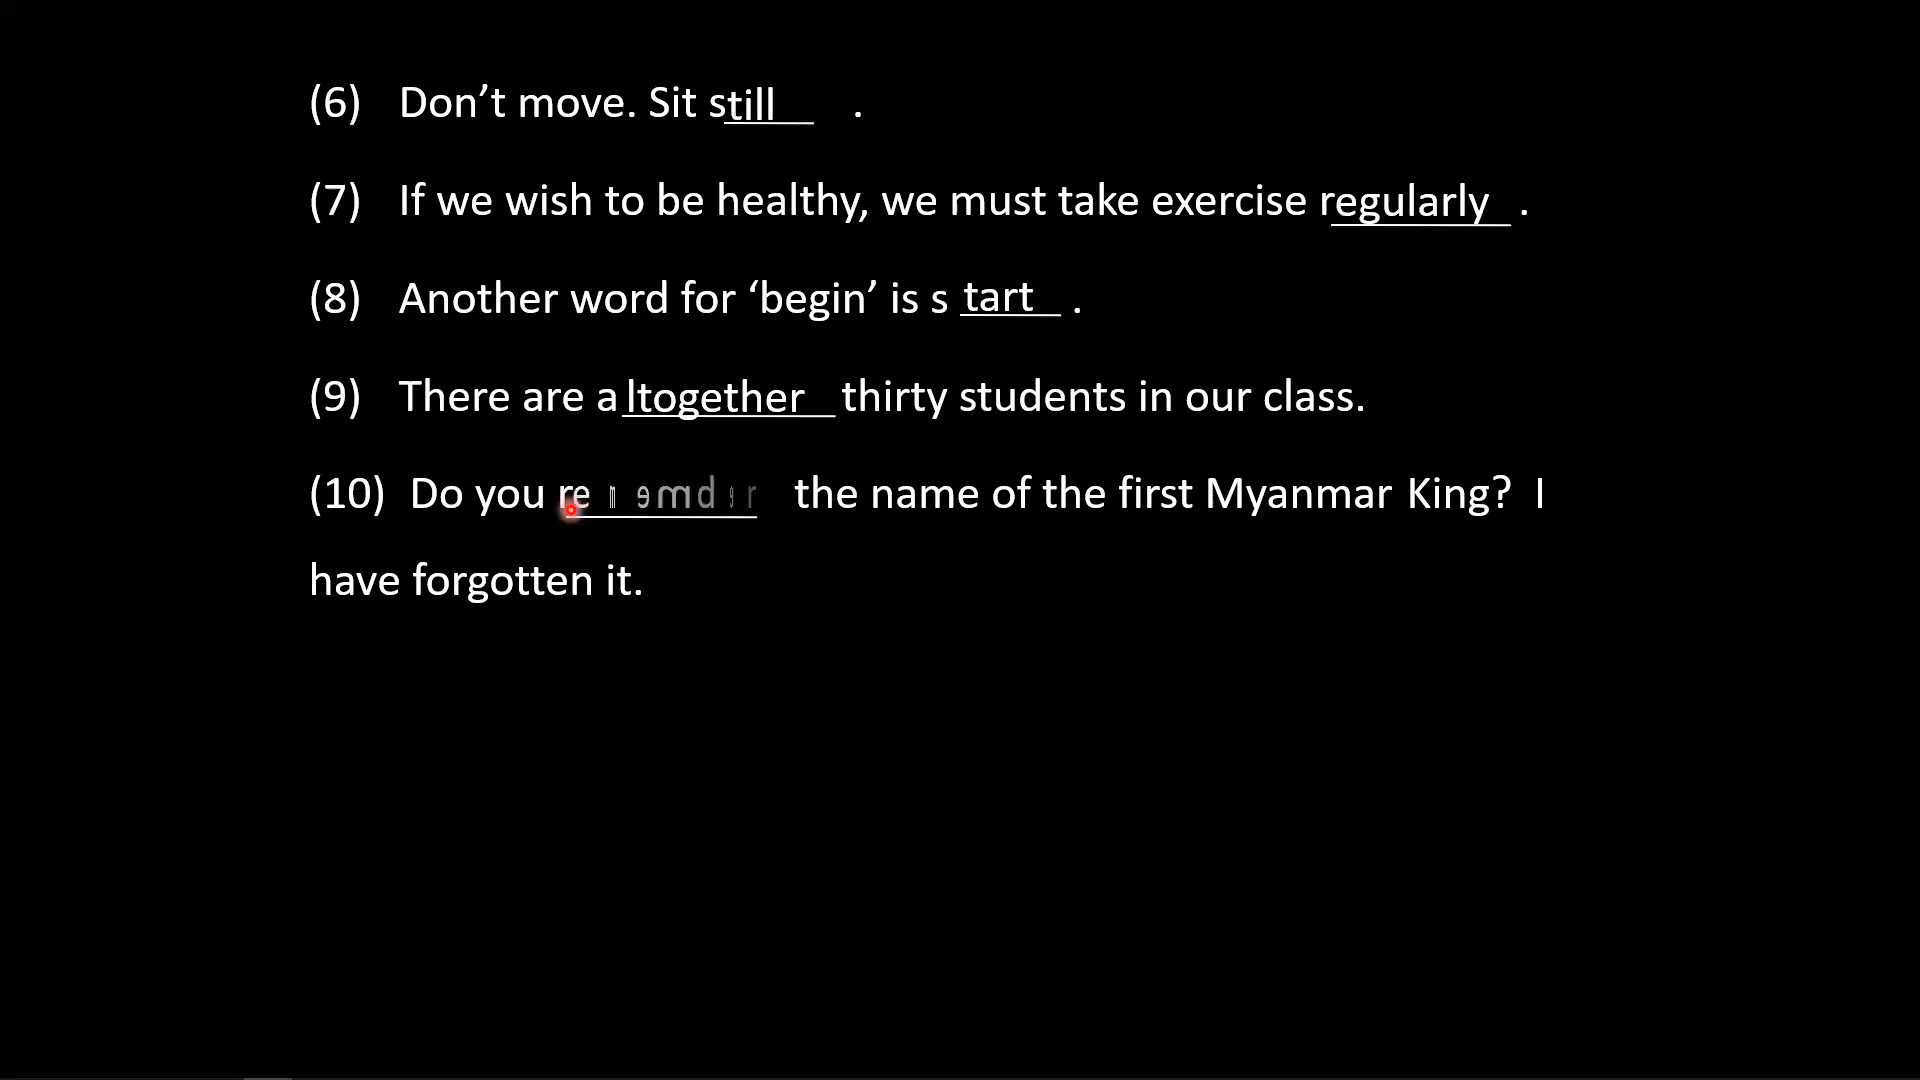 (6) Don’t move. Sit still .
(7) If we wish to be healthy, we must take exercise regularly .
(8) Another word for ‘begin’ is s tart .
(9) There are altogether thirty students in our class.
(10) Do you the name of the first Myanmar King? I
have forgotten it.